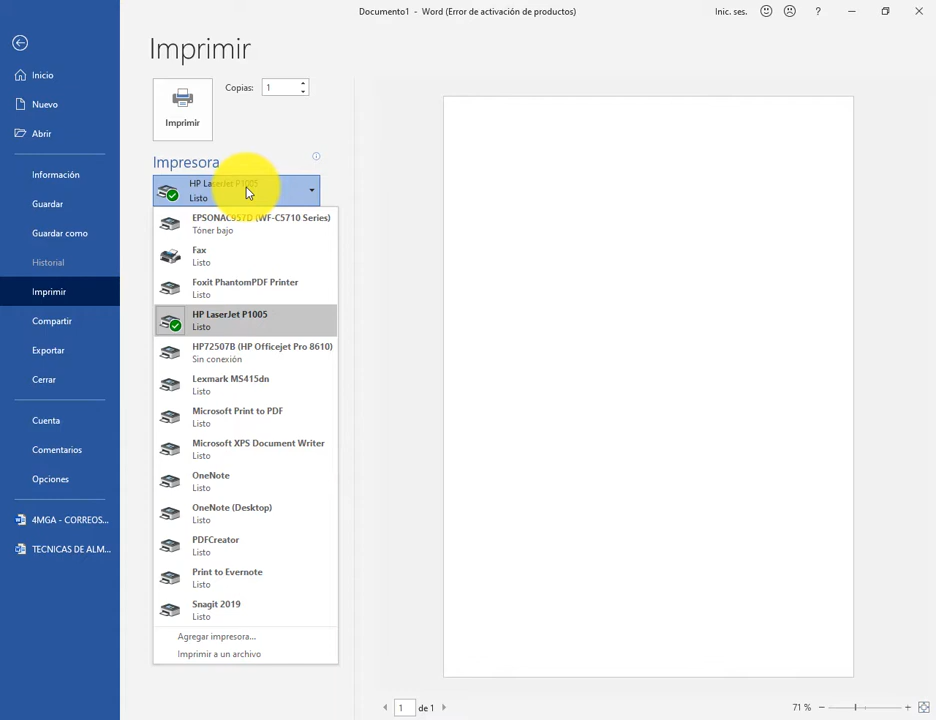 Documento1 - Word (Error de activación de productos)
Inic. ses.
?
Imprimir
Inicio
Nuevo
Abrir
Información
Guardar
Guardar como
Historial
Imprimir
Compartir
Exportar
Cerrar
Cuenta
Comentarios
Opciones
4MGA - CORREOS...
TECNICAS DE ALM...
Imprimir
Copias: 1
Impresora
HP LaserJet P1005
Listo
EPSONAC957D (WF-C5710 Series)
Tóner bajo
Fax
Listo
Foxit PhantomPDF Printer
Listo
HP LaserJet P1005
Listo
HP72507B (HP Officejet Pro 8610)
Sin conexión
Lexmark MS415dn
Listo
Microsoft Print to PDF
Listo
Microsoft XPS Document Writer
Listo
OneNote
Listo
OneNote (Desktop)
Listo
PDFCreator
Listo
Print to Evernote
Listo
Snagit 2019
Listo
Agregar impresora...
Imprimir a un archivo
1 de 1
71 %